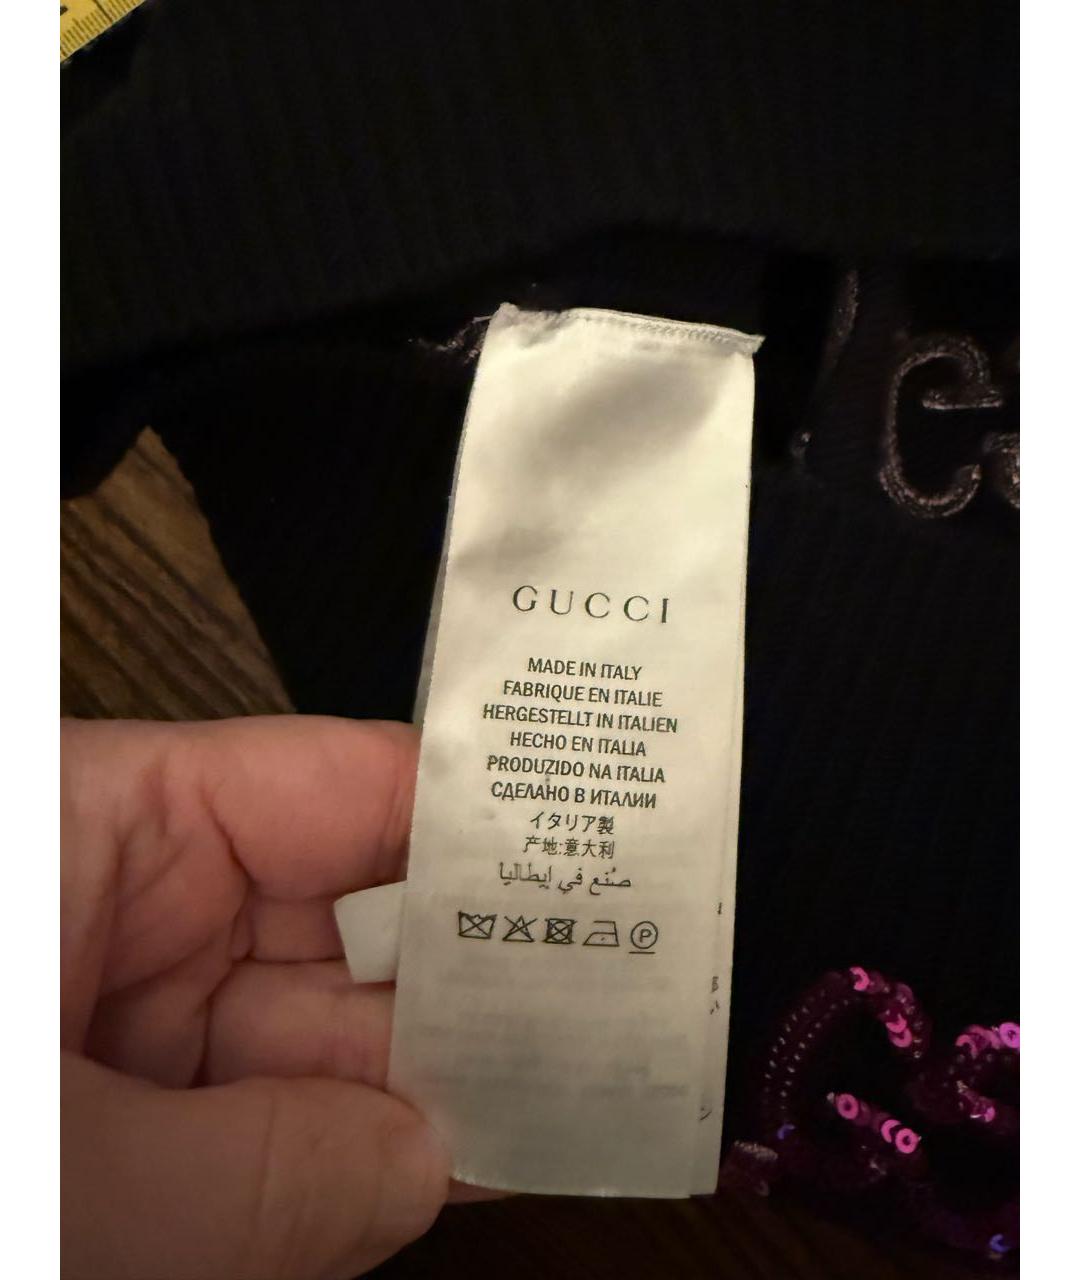 GUCCI
MADE IN ITALY
FABRIQUE EN ITALIE
HERGESTELLT IN ITALIEN
HECHO EN ITALIA
PRODUZIDO NA ITALIA
СДЕЛАНО В ИТАЛИИ
イタリア製
产地:意大利
صُنع في ايطاليا
P